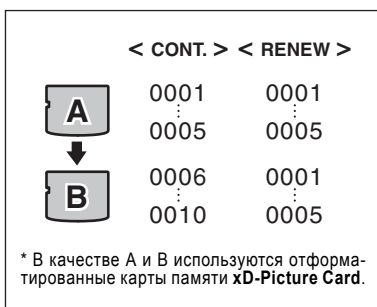 < CONT. > < RENEW >
A 0001 0001
0005 0005
B 0006 0001
0010 0005
* В качестве A и B используются отформа-
тированные карты памяти xD-Picture Card.